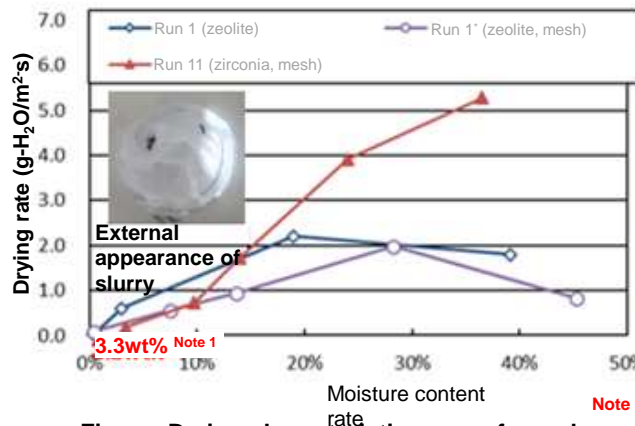 7.0
Run 1 (zeolite)
Run 1' (zeolite, mesh)
6.0
Run 11 (zirconia, mesh)
5.0
4.0
3.0
2.0
1.0
0.0
Drying rate (g-H₂O/m²·s)
External
appearance of
slurry
3.3wt% Note 1
0% 10% 20% 30% 40% 50%
Moisture content
rate
Note